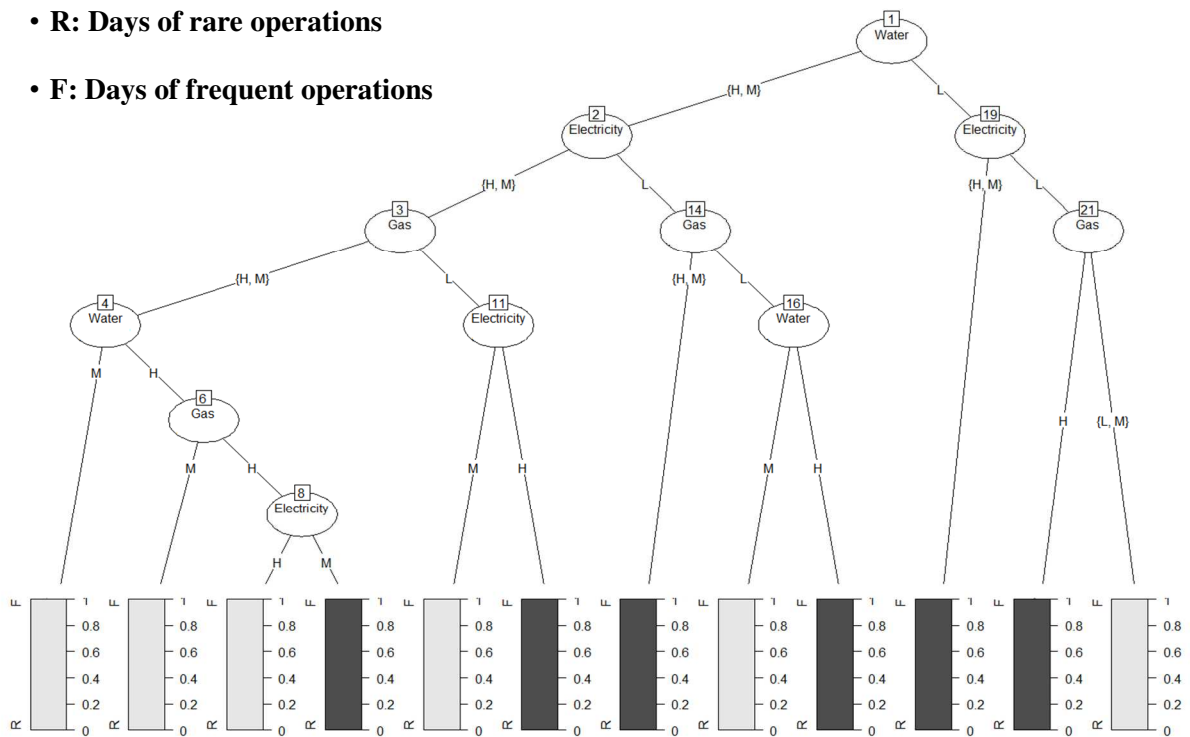 • R: Days of rare operations
• F: Days of frequent operations
1
Water
{H, M}
L
2
Electricity
19
Electricity
{H, M}
L
{H, M}
L
3
Gas
14
Gas
21
Gas
{H, M}
L
{H, M}
L
4
Water
11
Electricity
16
Water
M
H
6
Gas
H
{L, M}
M
H
M
H
M
H
8
Electricity
H
M
F F F F F F F F F F F F
1 1 1 1 1 1 1 1 1 1 1 1
0.8 0.8 0.8 0.8 0.8 0.8 0.8 0.8 0.8 0.8 0.8 0.8
0.6 0.6 0.6 0.6 0.6 0.6 0.6 0.6 0.6 0.6 0.6 0.6
0.4 0.4 0.4 0.4 0.4 0.4 0.4 0.4 0.4 0.4 0.4 0.4
0.2 0.2 0.2 0.2 0.2 0.2 0.2 0.2 0.2 0.2 0.2 0.2
R R R R R R R R R R R R
0 0 0 0 0 0 0 0 0 0 0 0